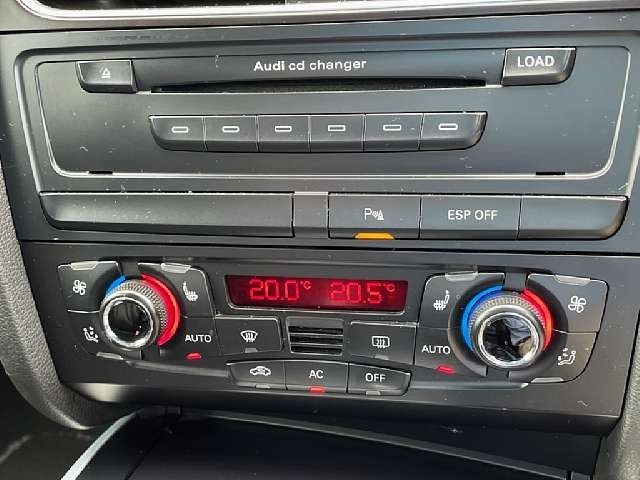 Audi cd changer
LOAD
P
ESP OFF
20.0°C 20.5°C
AUTO
AUTO
AC
OFF